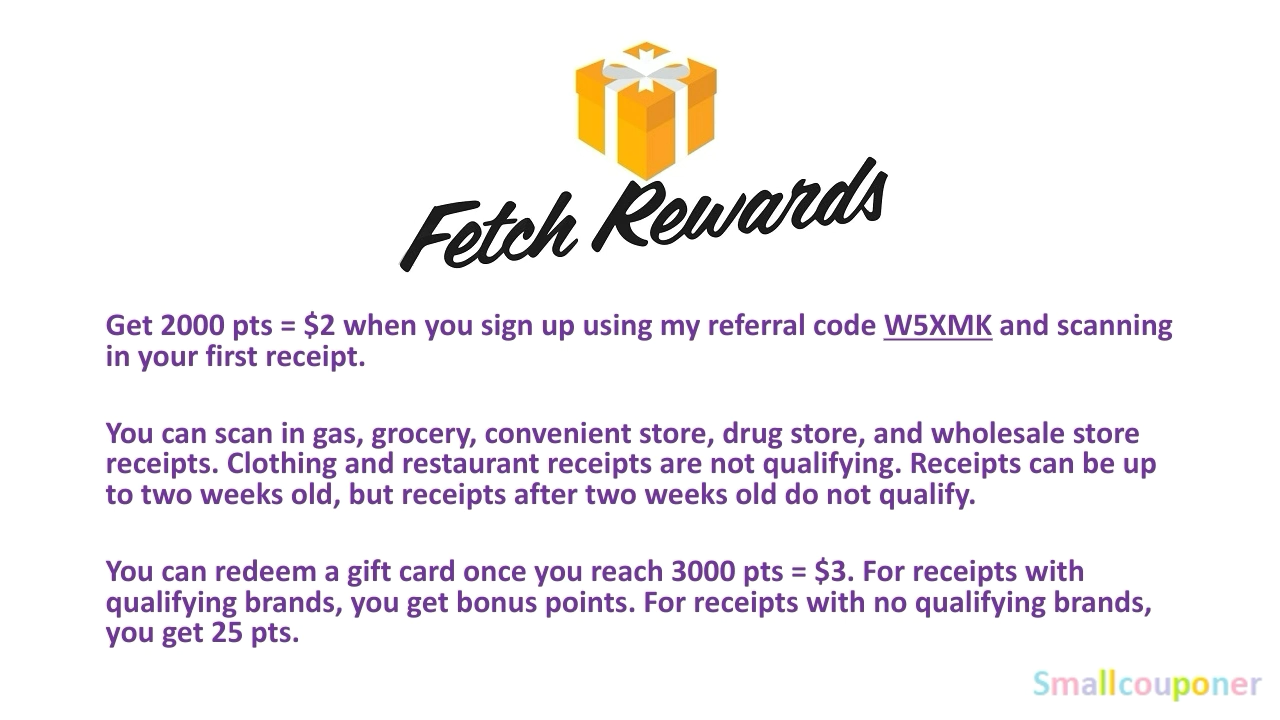 Fetch Rewards
Get 2000 pts = $2 when you sign up using my referral code W5XMK and scanning
in your first receipt.
You can scan in gas, grocery, convenient store, drug store, and wholesale store
receipts. Clothing and restaurant receipts are not qualifying. Receipts can be up
to two weeks old, but receipts after two weeks old do not qualify.
You can redeem a gift card once you reach 3000 pts = $3. For receipts with
qualifying brands, you get bonus points. For receipts with no qualifying brands,
you get 25 pts.
Smallcouponer